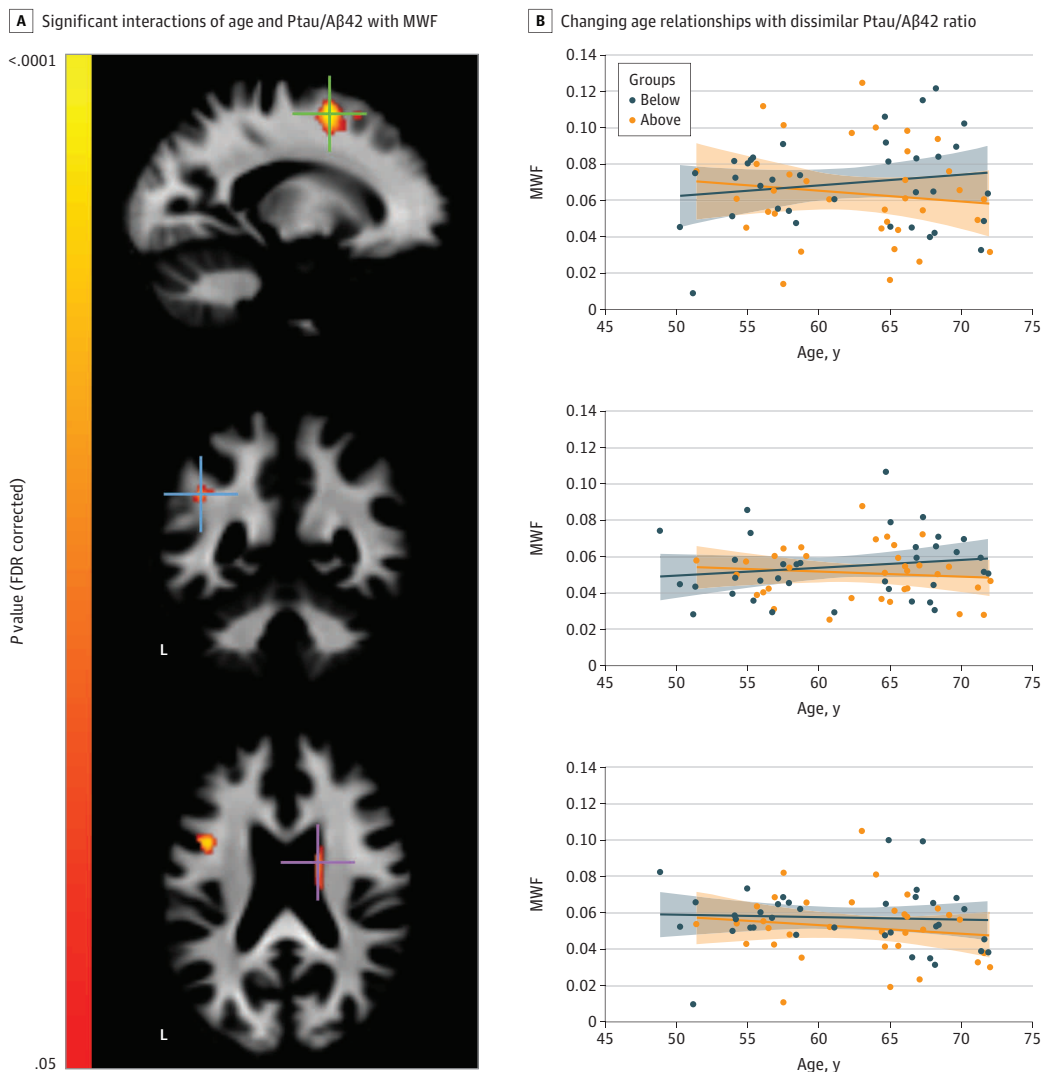 A Significant interactions of age and Ptau/Aβ42 with MWF
<.0001
P value (FDR corrected)
.05
L
L
B Changing age relationships with dissimilar Ptau/Aβ42 ratio
0.14
0.12
0.10
0.08
0.06
0.04
0.02
0
MWF
Groups
Below
Above
45 50 55 60 65 70 75
Age, y
0.14
0.12
0.10
0.08
0.06
0.04
0.02
0
MWF
45 50 55 60 65 70 75
Age, y
0.14
0.12
0.10
0.08
0.06
0.04
0.02
0
MWF
45 50 55 60 65 70 75
Age, y